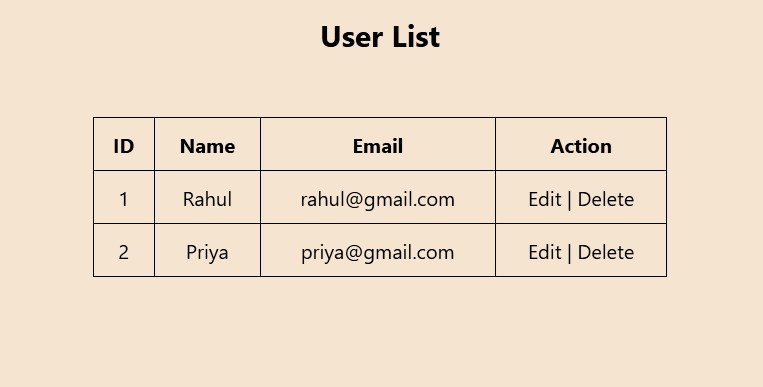 User List
ID Name Email Action
1 Rahul rahul@gmail.com Edit | Delete
2 Priya priya@gmail.com Edit | Delete